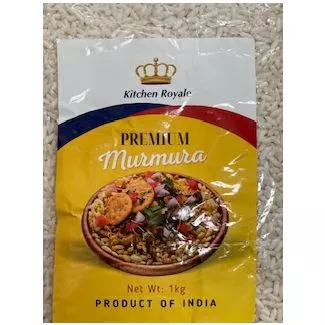 Kitchen Royale
PREMIUM
Murmura
Net Wt: 1kg
PRODUCT OF INDIA